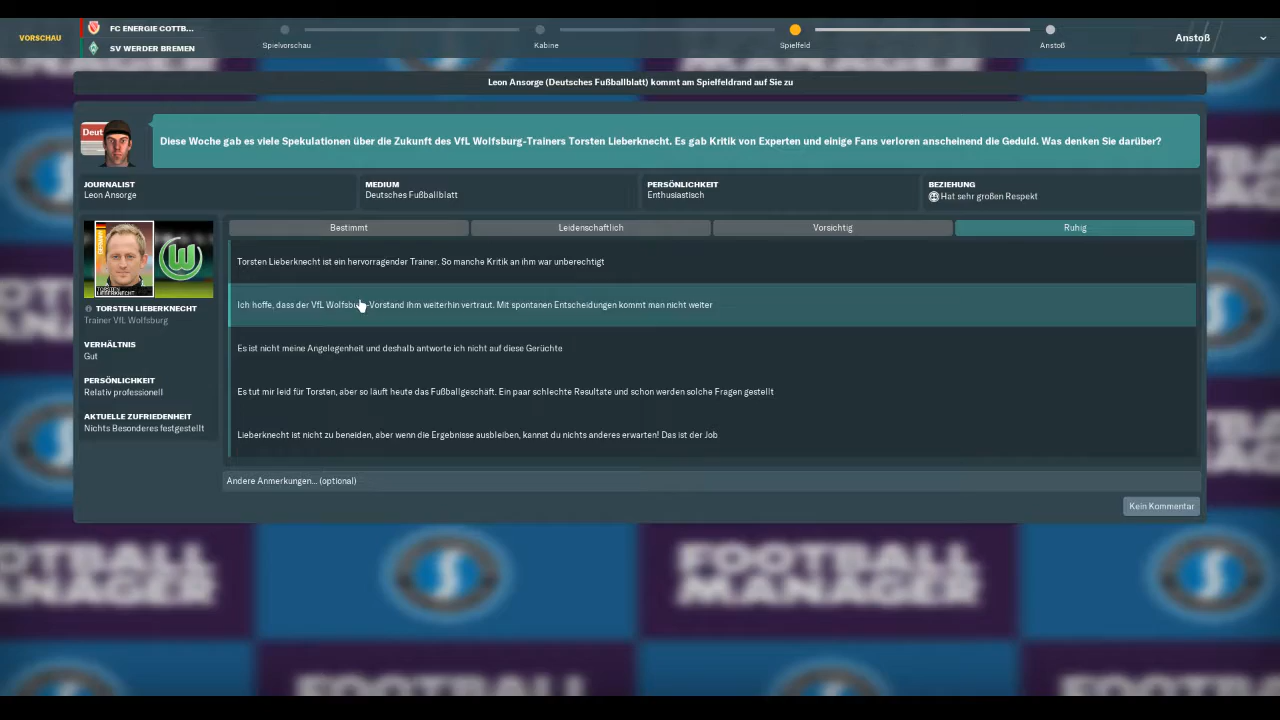 VORSCHAU
FC ENERGIE COTTB...
SV WERDER BREMEN
Spielvorschau
Kabine
Spielfeld
Anstoß
Anstoß
Leon Ansorge (Deutsches Fußballblatt) kommt am Spielfeldrand auf Sie zu
Deut
Diese Woche gab es viele Spekulationen über die Zukunft des VfL Wolfsburg-Trainers Torsten Lieberknecht. Es gab Kritik von Experten und einige Fans verloren anscheinend die Geduld. Was denken Sie darüber?
JOURNALIST
Leon Ansorge
MEDIUM
Deutsches Fußballblatt
PERSÖNLICHKEIT
Enthusiastisch
BEZIEHUNG
Hat sehr großen Respekt
GERMANY
TORSTEN
LIEBERKNECHT
TORSTEN LIEBERKNECHT
Trainer VfL Wolfsburg
VERHÄLTNIS
Gut
PERSÖNLICHKEIT
Relativ professionell
AKTUELLE ZUFRIEDENHEIT
Nichts Besonderes festgestellt
Bestimmt
Leidenschaftlich
Vorsichtig
Ruhig
Torsten Lieberknecht ist ein hervorragender Trainer. So manche Kritik an ihm war unberechtigt
Ich hoffe, dass der VfL Wolfsburg-Vorstand ihm weiterhin vertraut. Mit spontanen Entscheidungen kommt man nicht weiter
Es ist nicht meine Angelegenheit und deshalb antworte ich nicht auf diese Gerüchte
Es tut mir leid für Torsten, aber so läuft heute das Fußballgeschäft. Ein paar schlechte Resultate und schon werden solche Fragen gestellt
Lieberknecht ist nicht zu beneiden, aber wenn die Ergebnisse ausbleiben, kannst du nichts anderes erwarten! Das ist der Job
Andere Anmerkungen... (optional)
Kein Kommentar
FOOTBALL
MANAGER
FOOTBALL
MANAGER